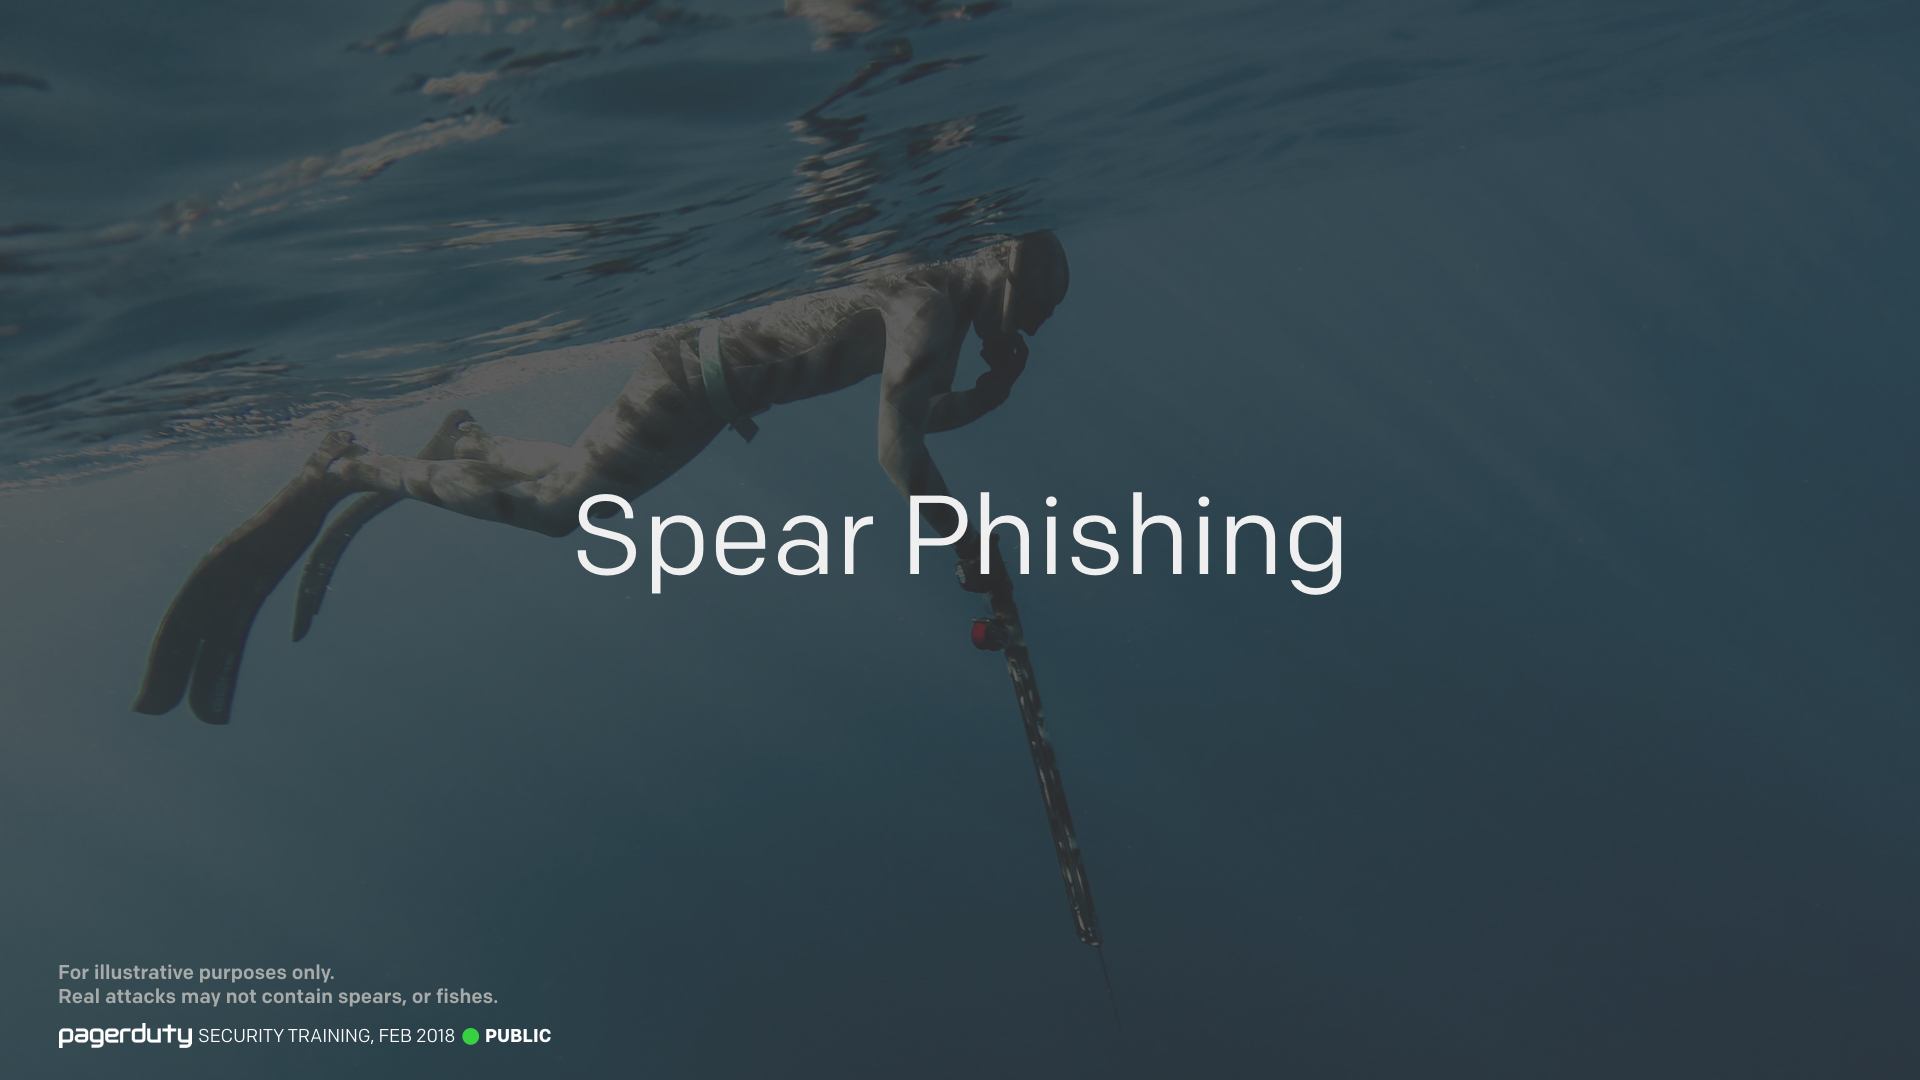 Spear Phishing
For illustrative purposes only.
Real attacks may not contain spears, or fishes.
pagerduty SECURITY TRAINING, FEB 2018 PUBLIC